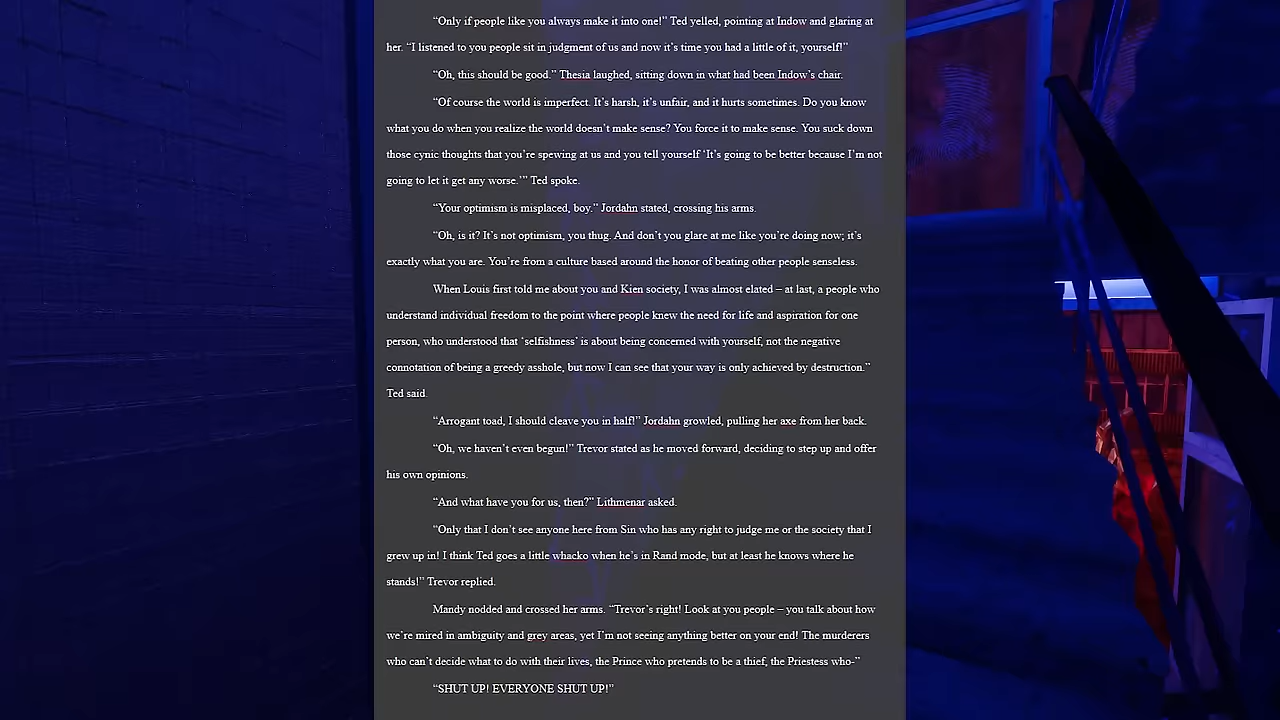 “Only if people like you always make it into one!” Ted yelled, pointing at Indow and glaring at
her. “I listened to you people sit in judgment of us and now it’s time you had a little of it, yourself!”
“Oh, this should be good.” Thesia laughed, sitting down in what had been Indow’s chair.
“Of course the world is imperfect. It’s harsh, it’s unfair, and it hurts sometimes. Do you know
what you do when you realize the world doesn’t make sense? You force it to make sense. You suck down
those cynic thoughts that you’re spewing at us and you tell yourself ‘It’s going to be better because I’m not
going to let it get any worse.’” Ted spoke.
“Your optimism is misplaced, boy.” Jordahn stated, crossing his arms.
“Oh, is it? It’s not optimism, you thug. And don’t you glare at me like you’re doing now; it’s
exactly what you are. You’re from a culture based around the honor of beating other people senseless.
When Louis first told me about you and Kien society, I was almost elated – at last, a people who
understand individual freedom to the point where people knew the need for life and aspiration for one
person, who understood that ‘selfishness’ is about being concerned with yourself, not the negative
connotation of being a greedy asshole, but now I can see that your way is only achieved by destruction.”
Ted said.
“Arrogant toad, I should cleave you in half!” Jordahn growled, pulling her axe from her back.
“Oh, we haven’t even begun!” Trevor stated as he moved forward, deciding to step up and offer
his own opinions.
“And what have you for us, then?” Lithmenar asked.
“Only that I don’t see anyone here from Sin who has any right to judge me or the society that I
grew up in! I think Ted goes a little whacko when he’s in Rand mode, but at least he knows where he
stands!” Trevor replied.
Mandy nodded and crossed her arms. “Trevor’s right! Look at you people – you talk about how
we’re mired in ambiguity and grey areas, yet I’m not seeing anything better on your end! The murderers
who can’t decide what to do with their lives, the Prince who pretends to be a thief, the Priestess who-”
“SHUT UP! EVERYONE SHUT UP!”